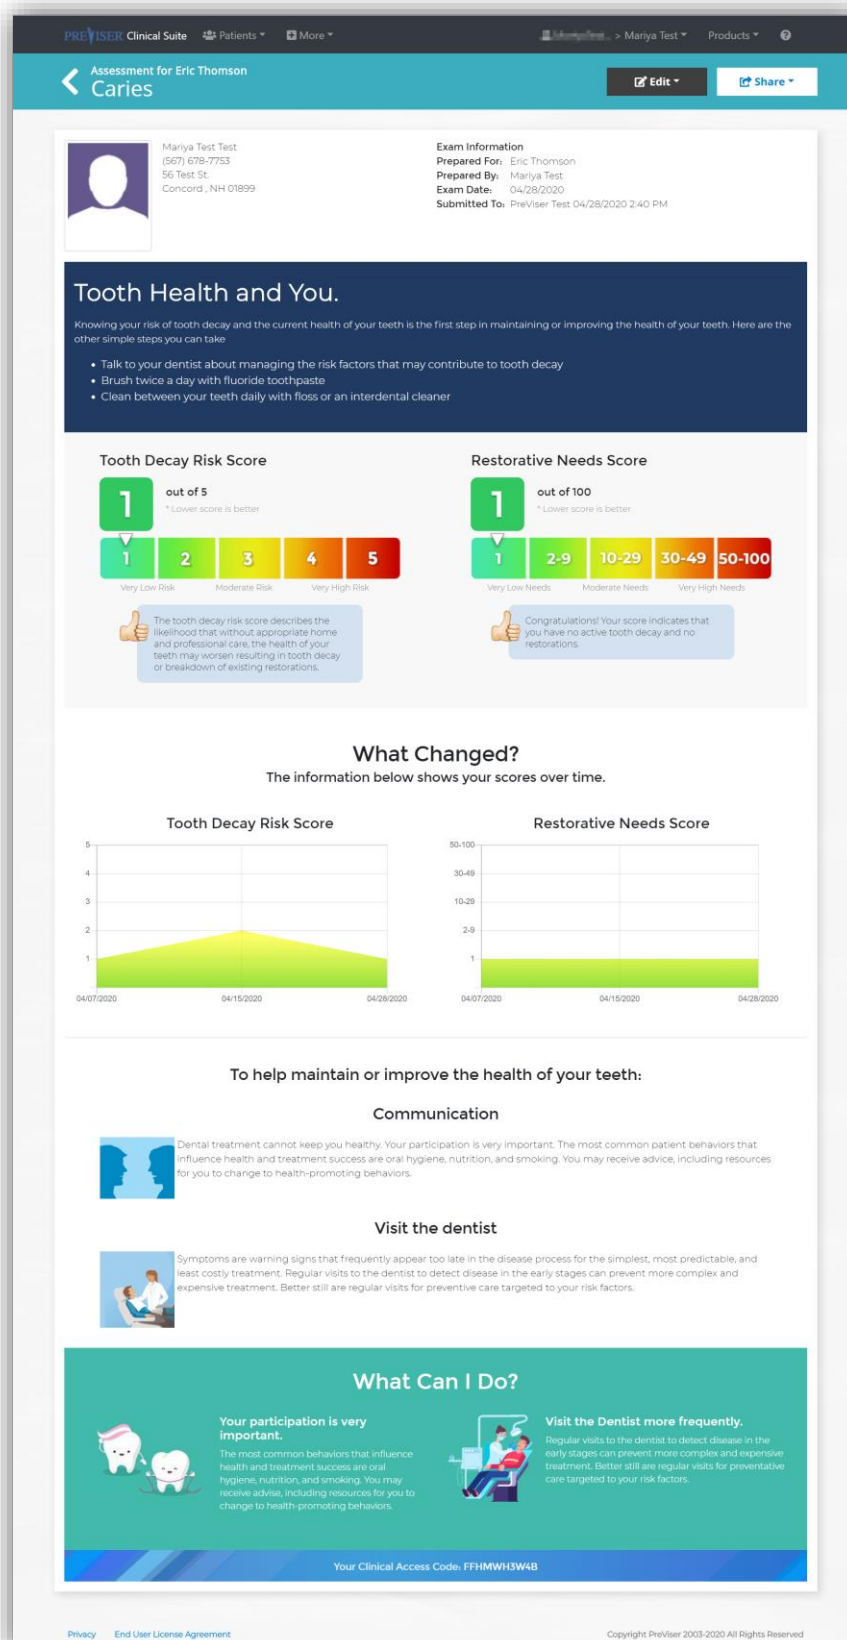 PREVISER Clinical Suite Patients More > Mariya Test Products
Assessment for Eric Thomson
Caries
Edit Share
Mariya Test Test
(567) 678-7753
56 Test St.
Concord , NH 01899
Exam Information
Prepared For: Eric Thomson
Prepared By: Mariya Test
Exam Date: 04/28/2020
Submitted To: PreViser Test 04/28/2020 2:40 PM
Tooth Health and You.
Knowing your risk of tooth decay and the current health of your teeth is the first step in maintaining or improving the health of your teeth. Here are the
other simple steps you can take
• Talk to your dentist about managing the risk factors that may contribute to tooth decay
• Brush twice a day with fluoride toothpaste
• Clean between your teeth daily with floss or an interdental cleaner
Tooth Decay Risk Score
1
out of 5
* Lower score is better
1 2 3 4 5
Very Low Risk Moderate Risk Very High Risk
The tooth decay risk score describes the
likelihood that without appropriate home
and professional care, the health of your
teeth may worsen resulting in tooth decay
or breakdown of existing restorations.
Restorative Needs Score
1
out of 100
* Lower score is better
1 2-9 10-29 30-49 50-100
Very Low Needs Moderate Needs Very High Needs
Congratulations! Your score indicates that
you have no active tooth decay and no
restorations.
What Changed?
The information below shows your scores over time.
Tooth Decay Risk Score
5
4
3
2
1
04/07/2020 04/15/2020 04/28/2020
Restorative Needs Score
50-100
30-49
10-29
2-9
1
04/07/2020 04/15/2020 04/28/2020
To help maintain or improve the health of your teeth:
Communication
Dental treatment cannot keep you healthy. Your participation is very important. The most common patient behaviors that
influence health and treatment success are oral hygiene, nutrition, and smoking. You may receive advice, including resources
for you to change to health-promoting behaviors.
Visit the dentist
Symptoms are warning signs that frequently appear too late in the disease process for the simplest, most predictable, and
least costly treatment. Regular visits to the dentist to detect disease in the early stages can prevent more complex and
expensive treatment. Better still are regular visits for preventive care targeted to your risk factors.
What Can I Do?
Your participation is very
important.
The most common behaviors that influence
health and treatment success are oral
hygiene, nutrition, and smoking. You may
receive advise, including resources for you to
change to health-promoting behaviors.
Visit the Dentist more frequently.
Regular visits to the dentist to detect disease in the
early stages can prevent more complex and expensive
treatment. Better still are regular visits for preventative
care targeted to your risk factors.
Your Clinical Access Code: FFHMWH3W4B
Privacy End User License Agreement
Copyright PreViser 2003-2020 All Rights Reserved